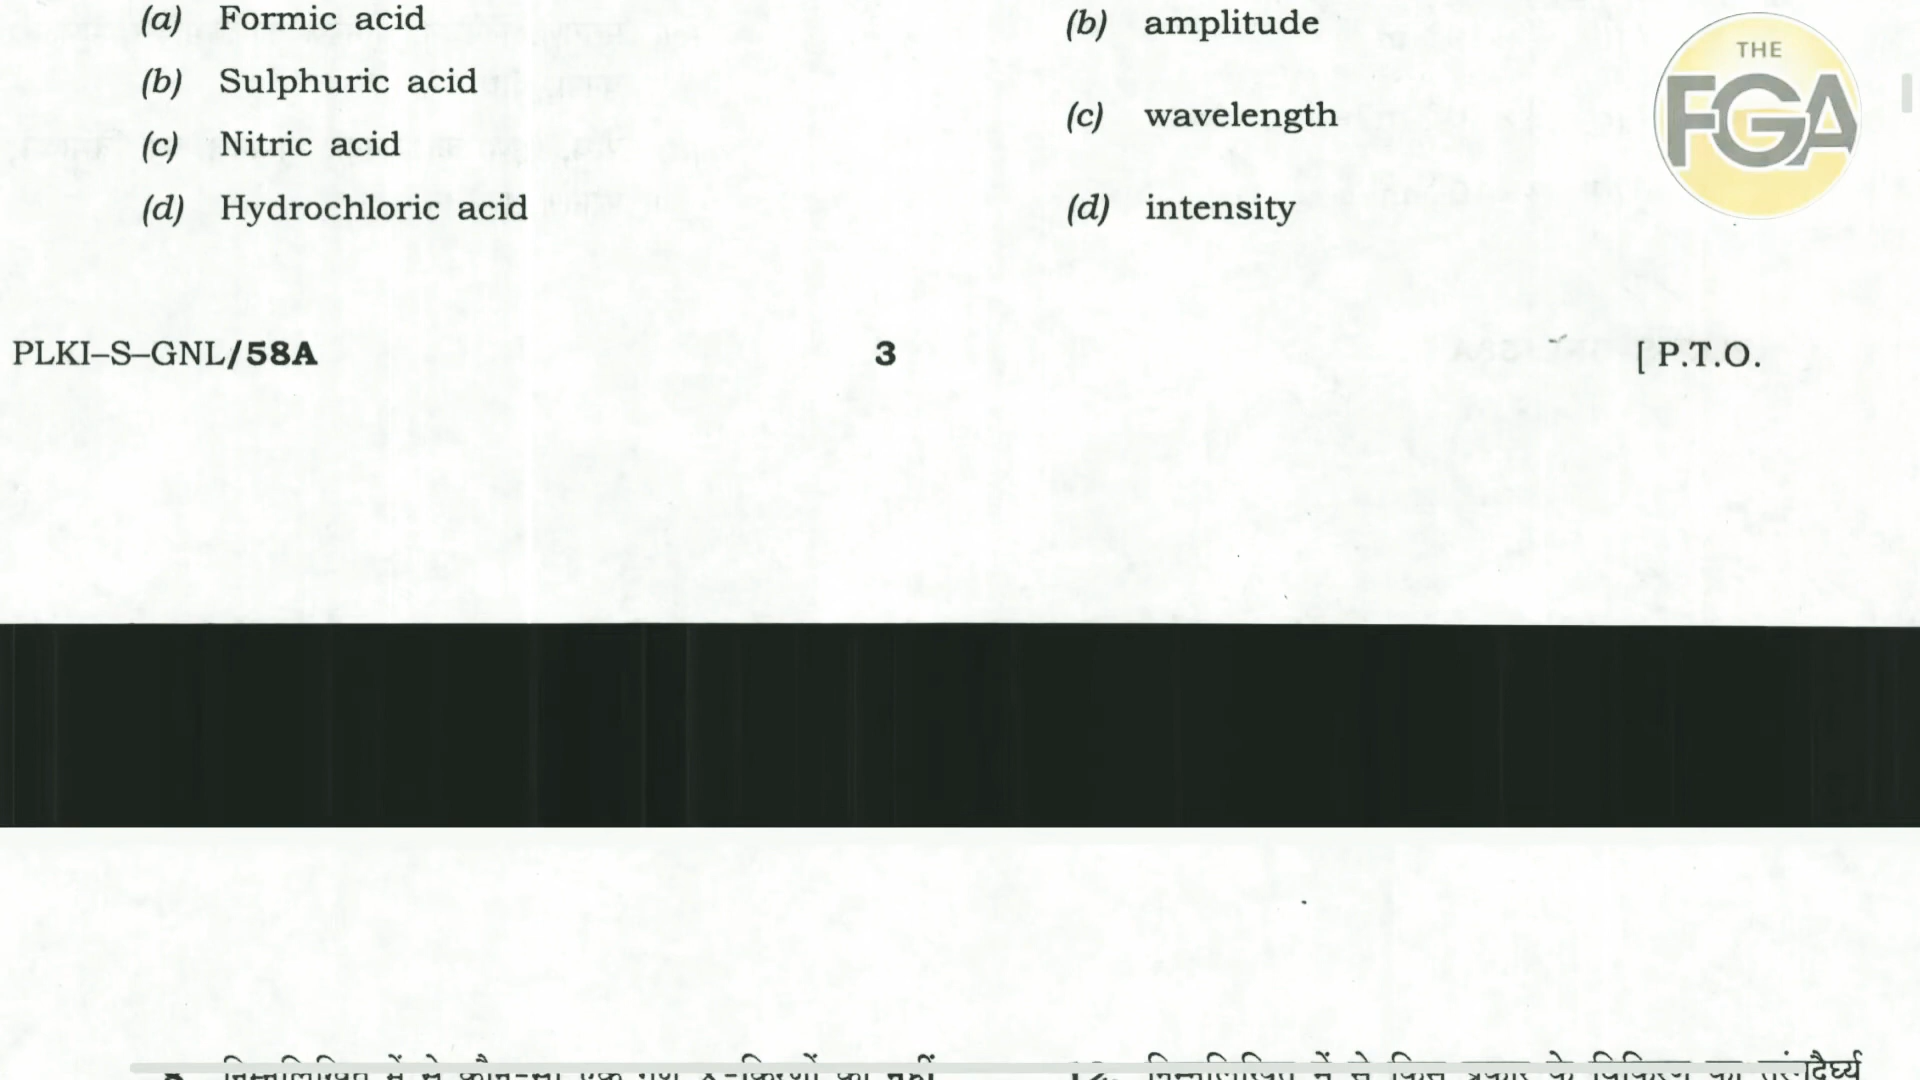 (a) Formic acid
(b) Sulphuric acid
(c) Nitric acid
(d) Hydrochloric acid
(b) amplitude
(c) wavelength
(d) intensity
THE
FGA
PLKI–S–GNL/58A
3
[ P.T.O.